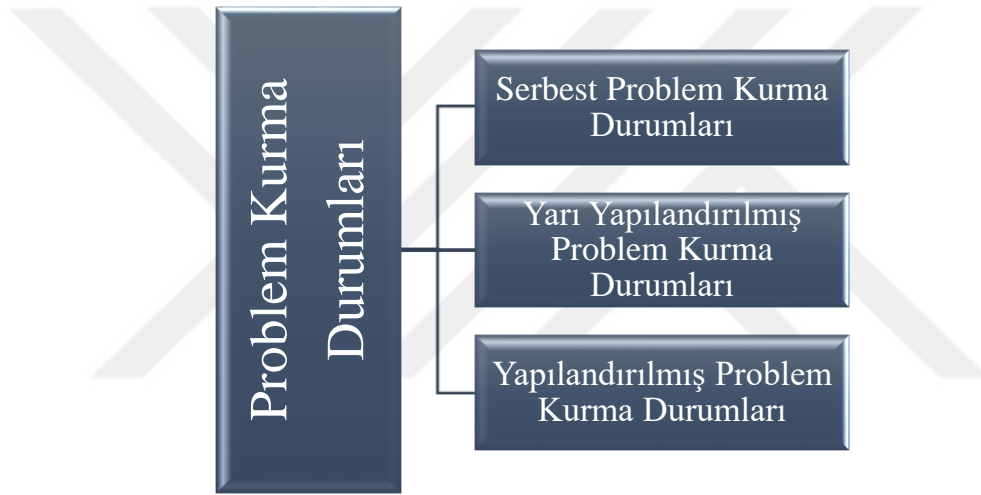 Problem Kurma
Durumları
Serbest Problem Kurma
Durumları
Yarı Yapılandırılmış
Problem Kurma
Durumları
Yapılandırılmış Problem
Kurma Durumları